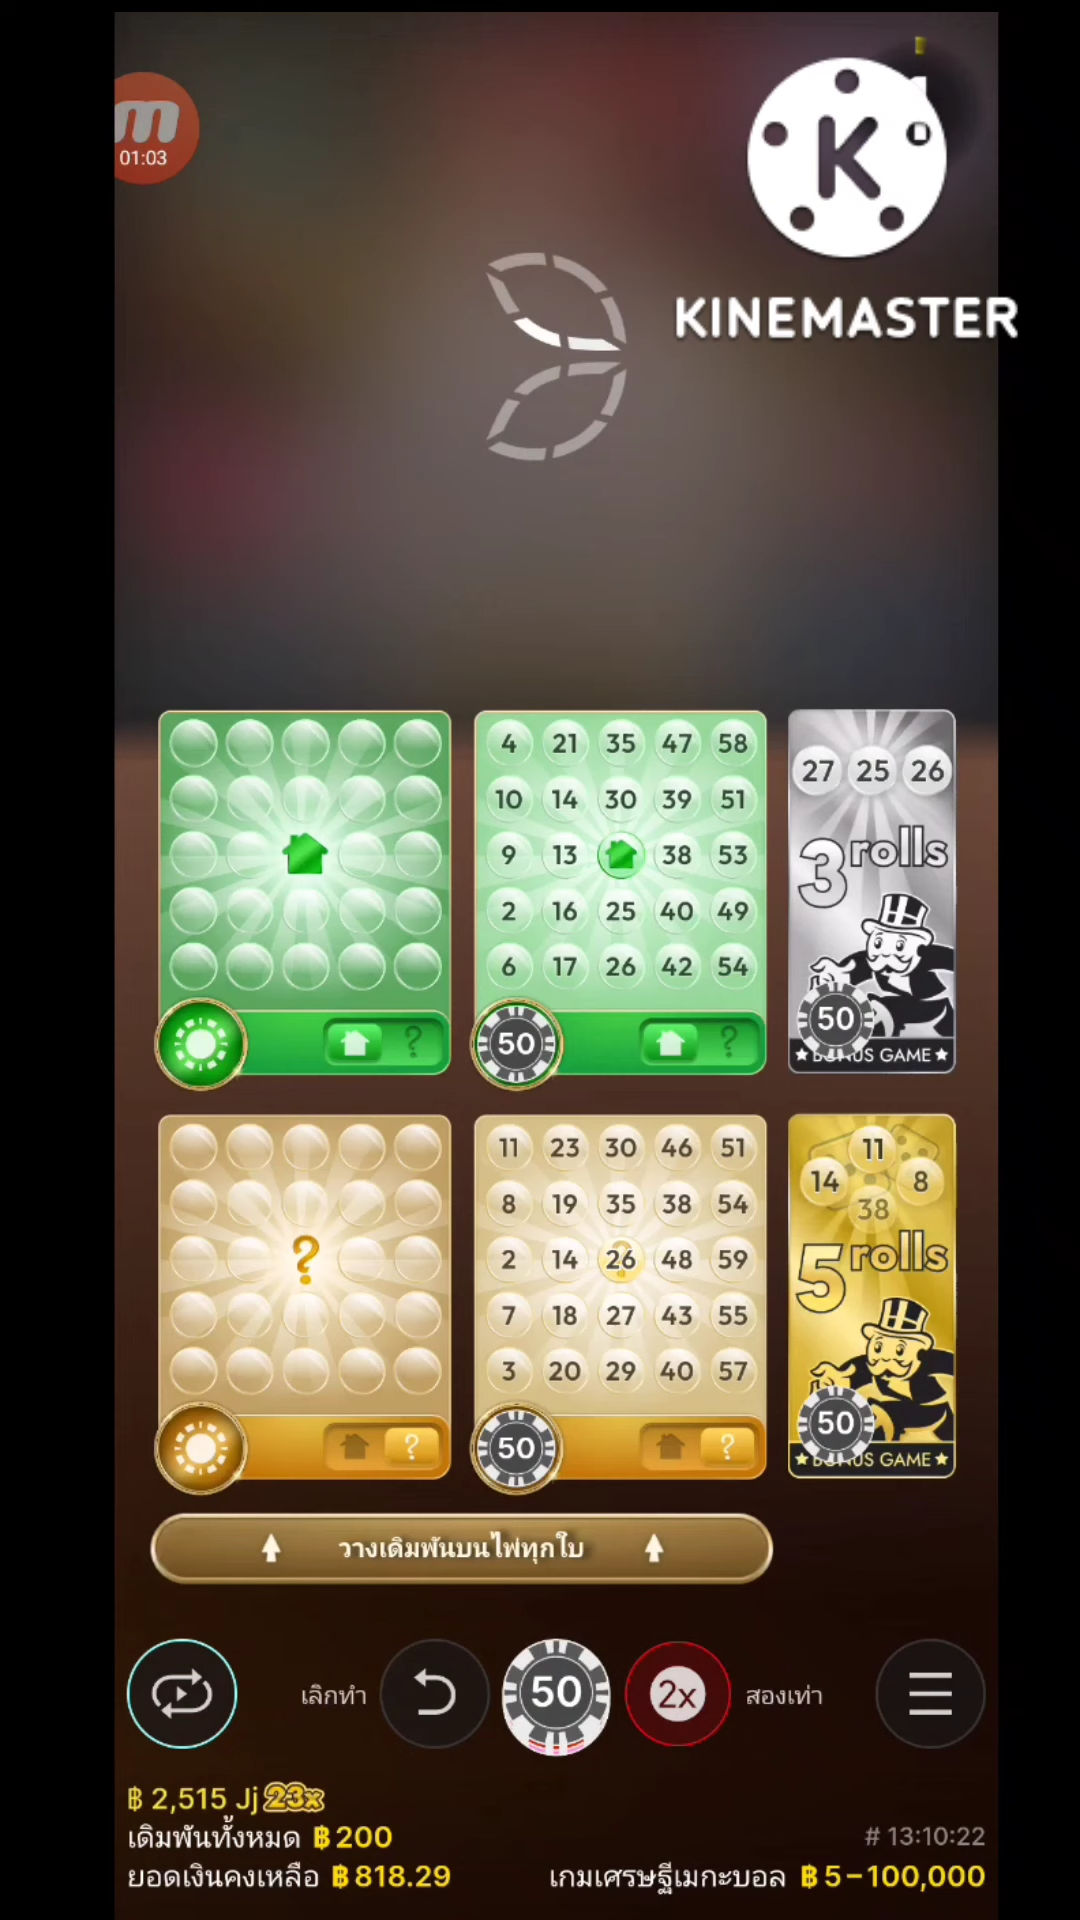 m
01:03
K
KINEMASTER
4 21 35 47 58
10 14 30 39 51
9 13 38 53
2 16 25 40 49
6 17 26 42 54
?
50
?
27 25 26
3 rolls
50
BONUS GAME
?
?
11 23 30 46 51
8 19 35 38 54
2 14 26 48 59
7 18 27 43 55
3 20 29 40 57
50
?
11
14 8
38
5 rolls
50
BONUS GAME
วางเดิมพันบนไพ่ทุกใบ
เลิกทำ
50
2x
สองเท่า
฿ 2,515 Jj 23x
เดิมพันทั้งหมด ฿200
# 13:10:22
ยอดเงินคงเหลือ ฿818.29
เกมเศรษฐีเมกะบอล ฿5–100,000